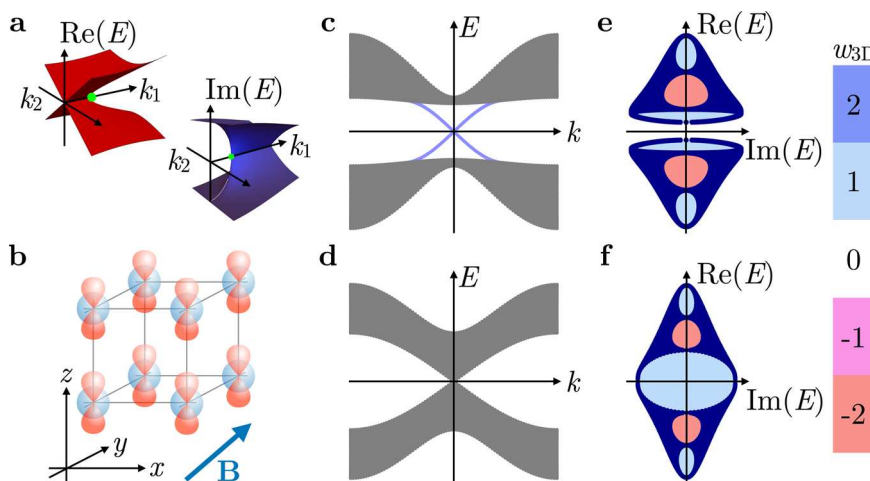 a
Re(E)
k₂
k₁
Im(E)
k₂
k₁
b
z
y
x
B
c
E
k
d
E
k
e
Re(E)
Im(E)
f
Re(E)
Im(E)
w₃D
2
1
0
-1
-2